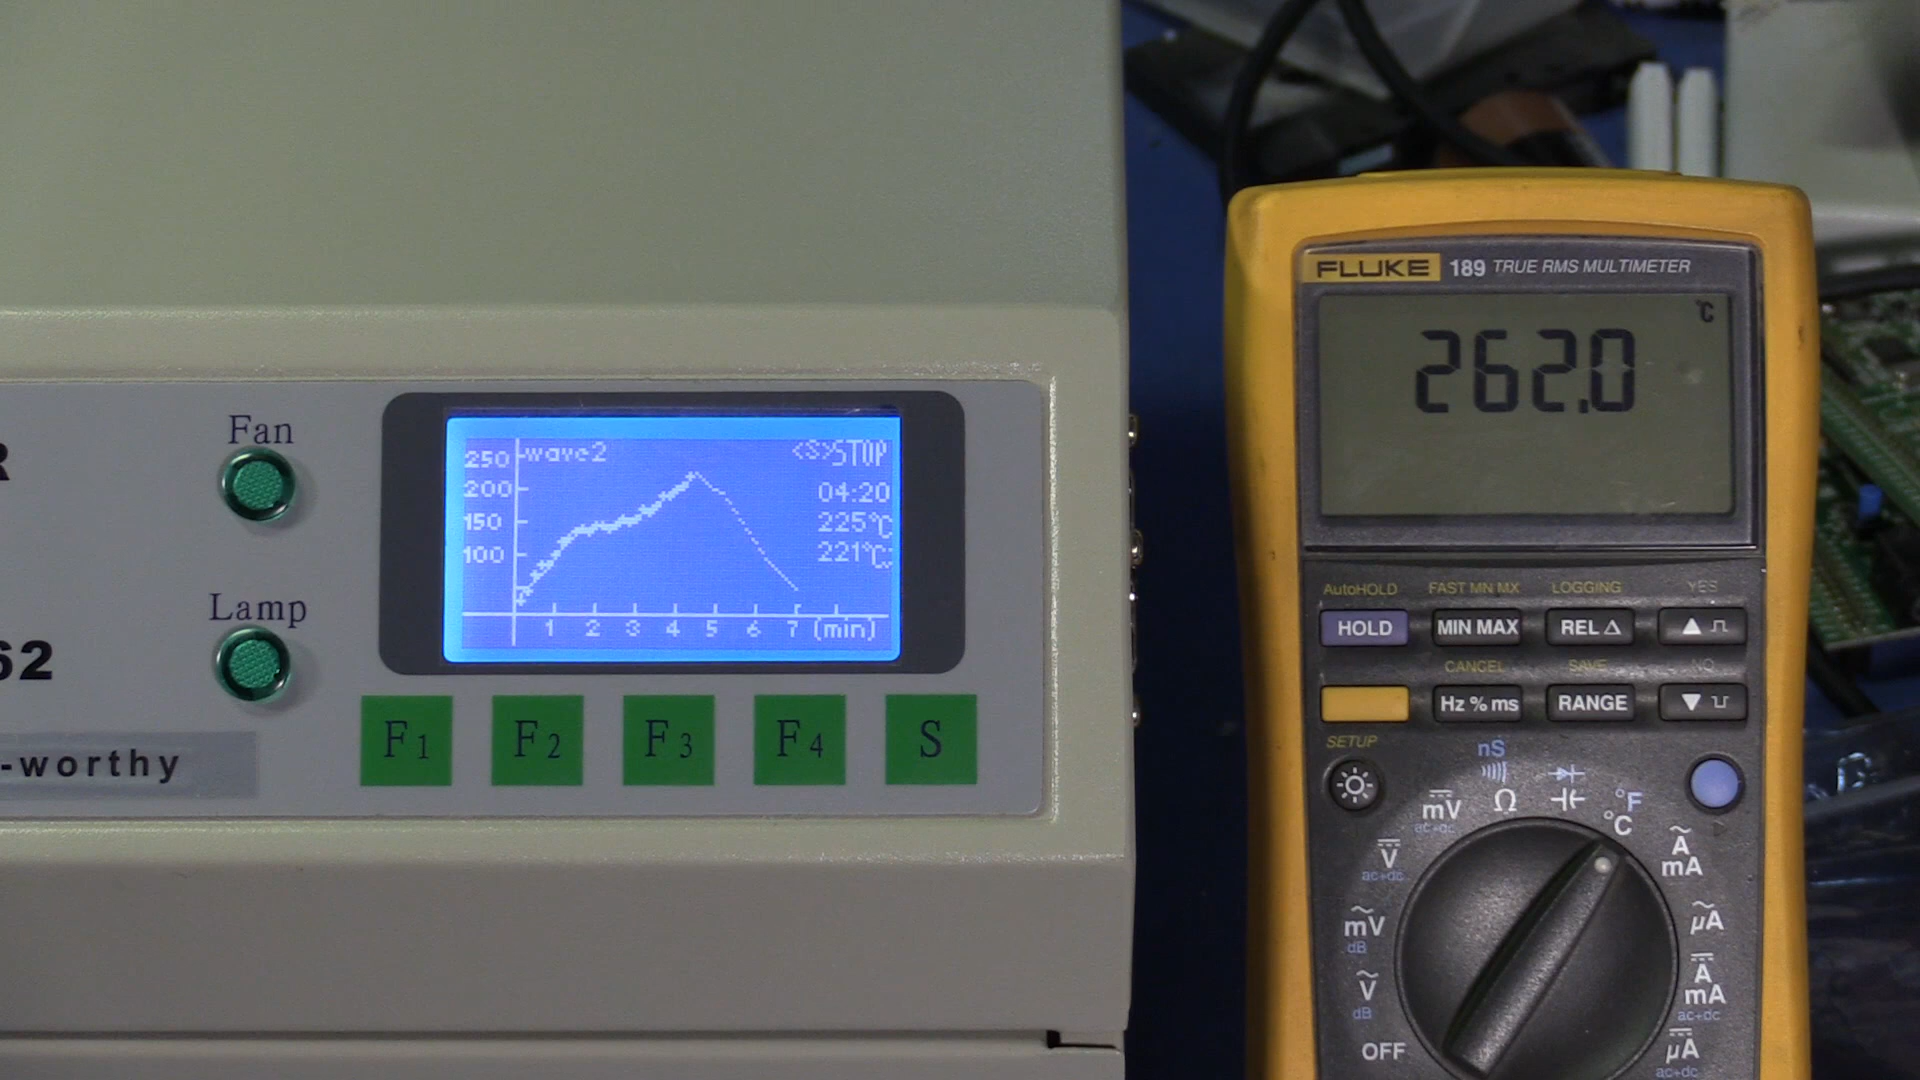 R
62
-worthy
Fan
Lamp
wave2
<S>STOP
250
200
150
100
04:20
225℃
221℃
1 2 3 4 5 6 7 (min)
F1 F2 F3 F4 S
FLUKE 189 TRUE RMS MULTIMETER
°C
262.0
AutoHOLD FAST MN MX LOGGING YES
HOLD MIN MAX REL Δ ▲
CANCEL SAVE NO
Hz % ms RANGE ▼
SETUP
nS
mV
ac+dc
Ω
°F
°C
V
ac+dc
A
mA
mV
dB
µA
V
dB
A
mA
ac+dc
OFF
µA
ac+dc